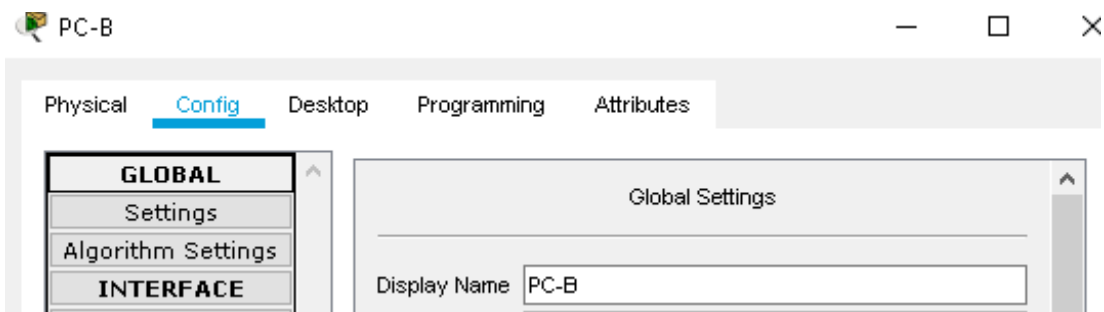 PC-B
Physical Config Desktop Programming Attributes
GLOBAL
Settings
Algorithm Settings
INTERFACE
Global Settings
Display Name PC-B